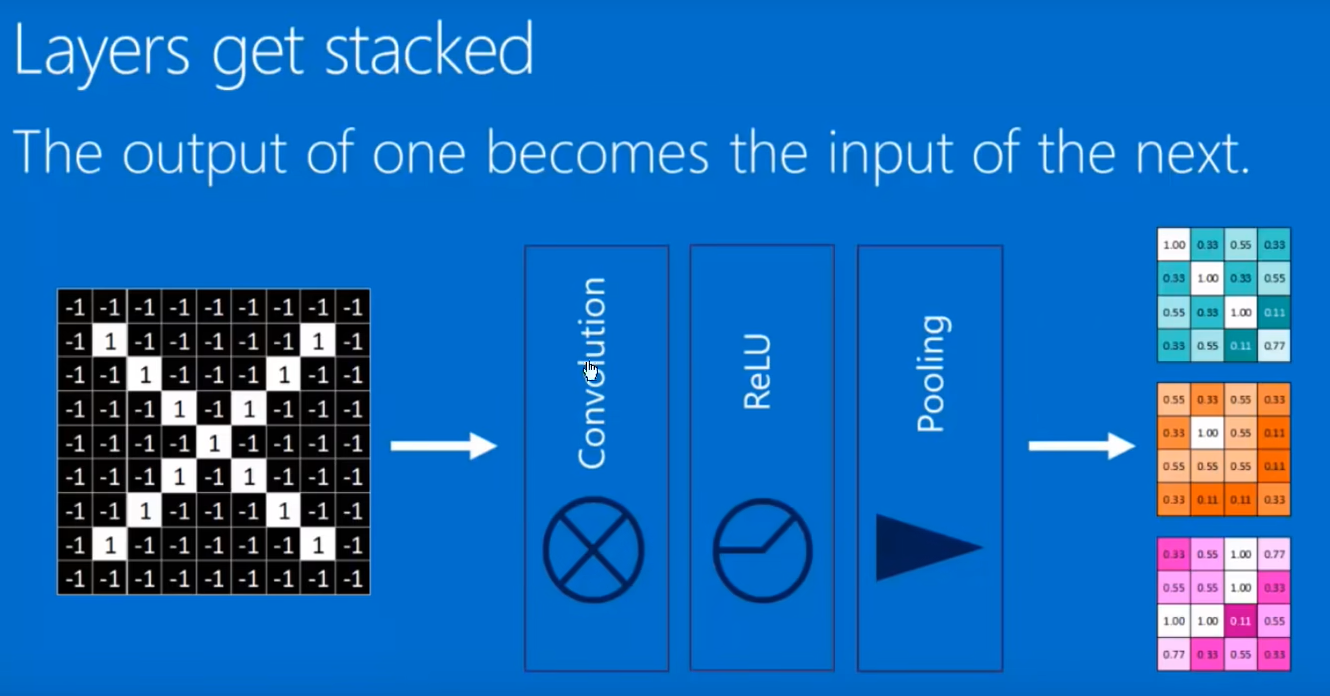 Layers get stacked
The output of one becomes the input of the next.
-1 -1 -1 -1 -1 -1 -1 -1 -1
-1 1 -1 -1 -1 -1 -1 1 -1
-1 -1 1 -1 -1 -1 1 -1 -1
-1 -1 -1 1 -1 1 -1 -1 -1
-1 -1 -1 -1 1 -1 -1 -1 -1
-1 -1 -1 1 -1 1 -1 -1 -1
-1 -1 1 -1 -1 -1 1 -1 -1
-1 1 -1 -1 -1 -1 -1 1 -1
-1 -1 -1 -1 -1 -1 -1 -1 -1
Convolution
ReLU
Pooling
1.00 0.33 0.55 0.33
0.33 1.00 0.33 0.55
0.55 0.33 1.00 0.11
0.33 0.55 0.11 0.77
0.55 0.33 0.55 0.33
0.33 1.00 0.55 0.11
0.55 0.55 0.55 0.11
0.33 0.11 0.11 0.33
0.33 0.55 1.00 0.77
0.55 0.55 1.00 0.33
1.00 1.00 0.11 0.55
0.77 0.33 0.55 0.33